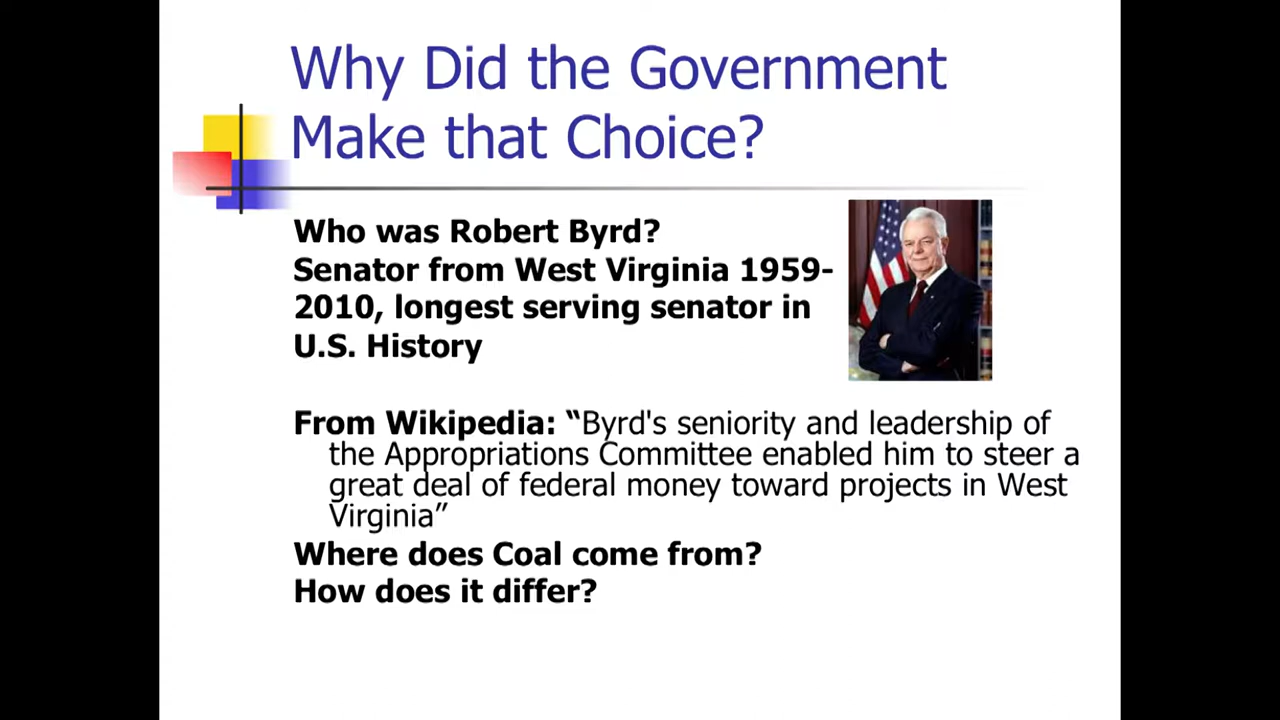 Why Did the Government
Make that Choice?
Who was Robert Byrd?
Senator from West Virginia 1959-
2010, longest serving senator in
U.S. History
From Wikipedia: “Byrd's seniority and leadership of
the Appropriations Committee enabled him to steer a
great deal of federal money toward projects in West
Virginia”
Where does Coal come from?
How does it differ?